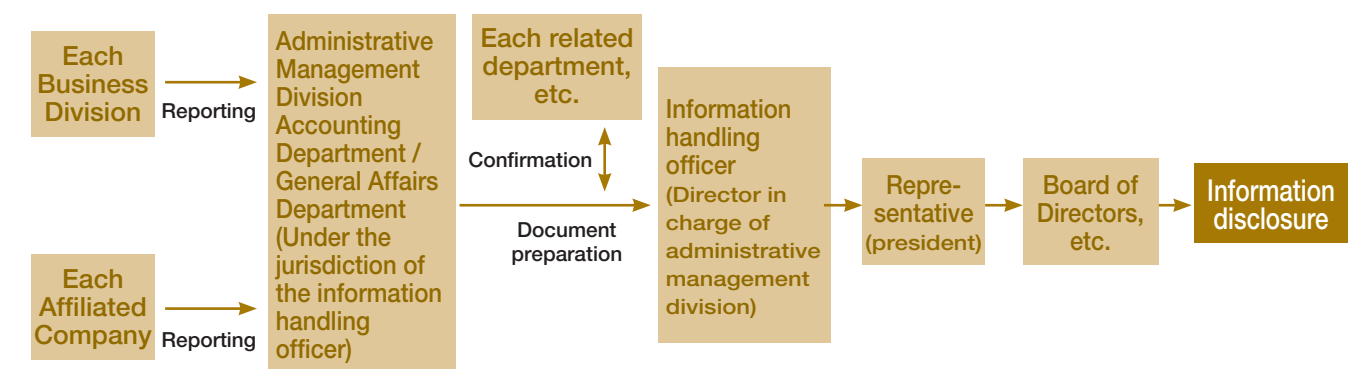 Each
Business
Division
Reporting
Each
Affiliated
Company
Reporting
Administrative
Management
Division
Accounting
Department /
General Affairs
Department
(Under the
jurisdiction of
the information
handling
officer)
Each related
department,
etc.
Confirmation
Document
preparation
Information
handling
officer
(Director in
charge of
administrative
management
division)
Repre-
sentative
(president)
Board of
Directors,
etc.
Information
disclosure